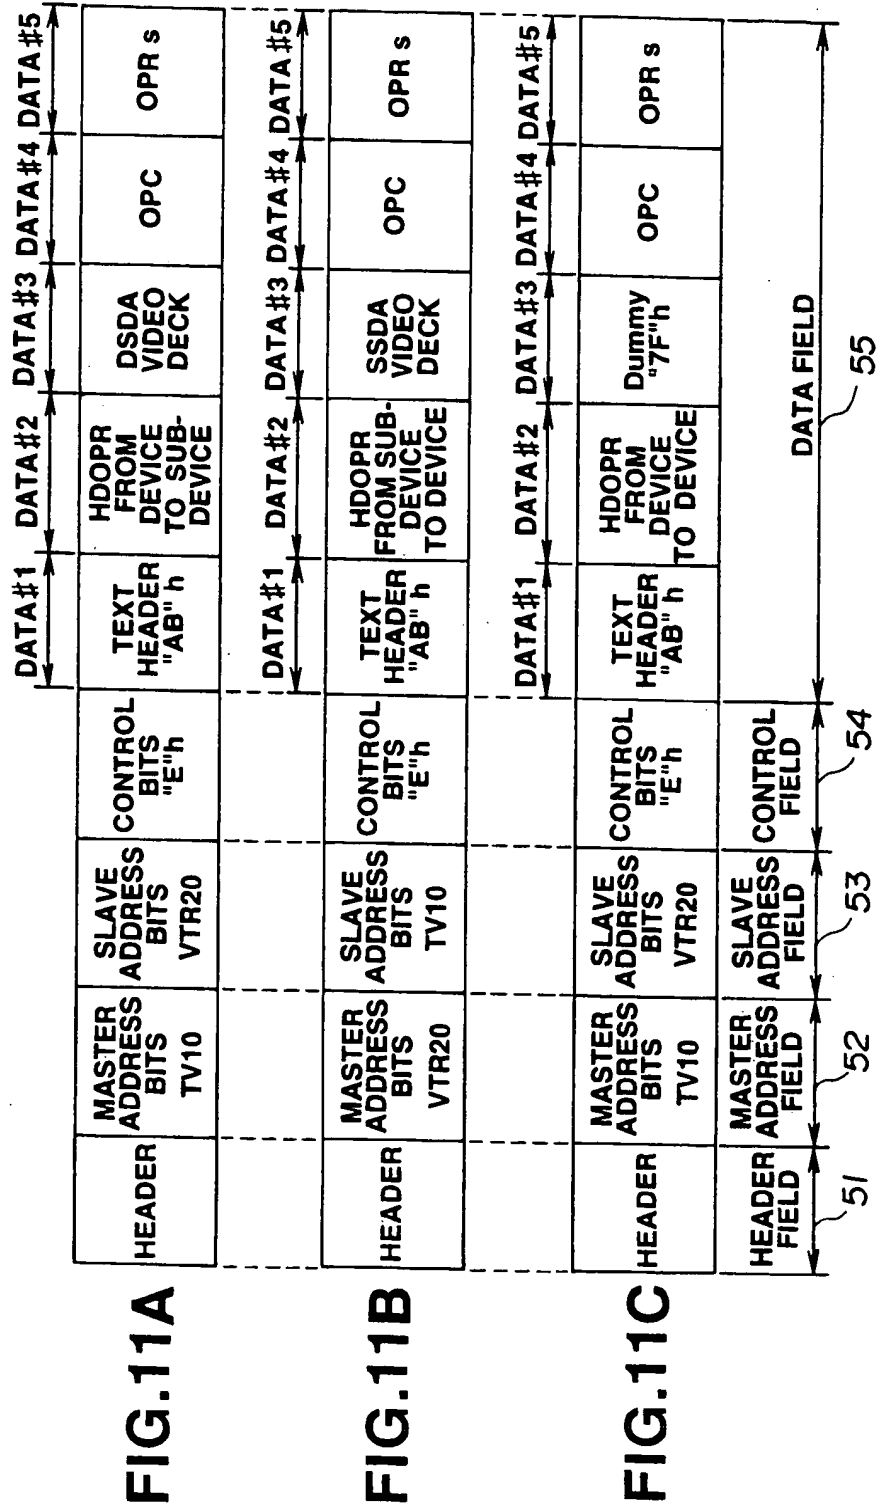 FIG.11A
DATA#1 DATA#2 DATA#3 DATA#4 DATA#5
HEADER
MASTER
ADDRESS
BITS
TV10
SLAVE
ADDRESS
BITS
VTR20
CONTROL
BITS
"E"h
TEXT
HEADER
"AB" h
HDOPR
FROM
DEVICE
TO SUB-
DEVICE
DSDA
VIDEO
DECK
OPC
OPR s
FIG.11B
DATA#1 DATA#2 DATA#3 DATA#4 DATA#5
HEADER
MASTER
ADDRESS
BITS
VTR20
SLAVE
ADDRESS
BITS
TV10
CONTROL
BITS
"E"h
TEXT
HEADER
"AB" h
HDOPR
FROM SUB-
DEVICE
TO DEVICE
SSDA
VIDEO
DECK
OPC
OPR s
FIG.11C
DATA#1 DATA#2 DATA#3 DATA#4 DATA#5
HEADER
MASTER
ADDRESS
BITS
TV10
SLAVE
ADDRESS
BITS
VTR20
CONTROL
BITS
"E"h
TEXT
HEADER
"AB" h
HDOPR
FROM
DEVICE
TO DEVICE
Dummy
"7F"h
OPC
OPR s
HEADER
FIELD
MASTER
ADDRESS
FIELD
SLAVE
ADDRESS
FIELD
CONTROL
FIELD
DATA FIELD
51
52
53
54
55